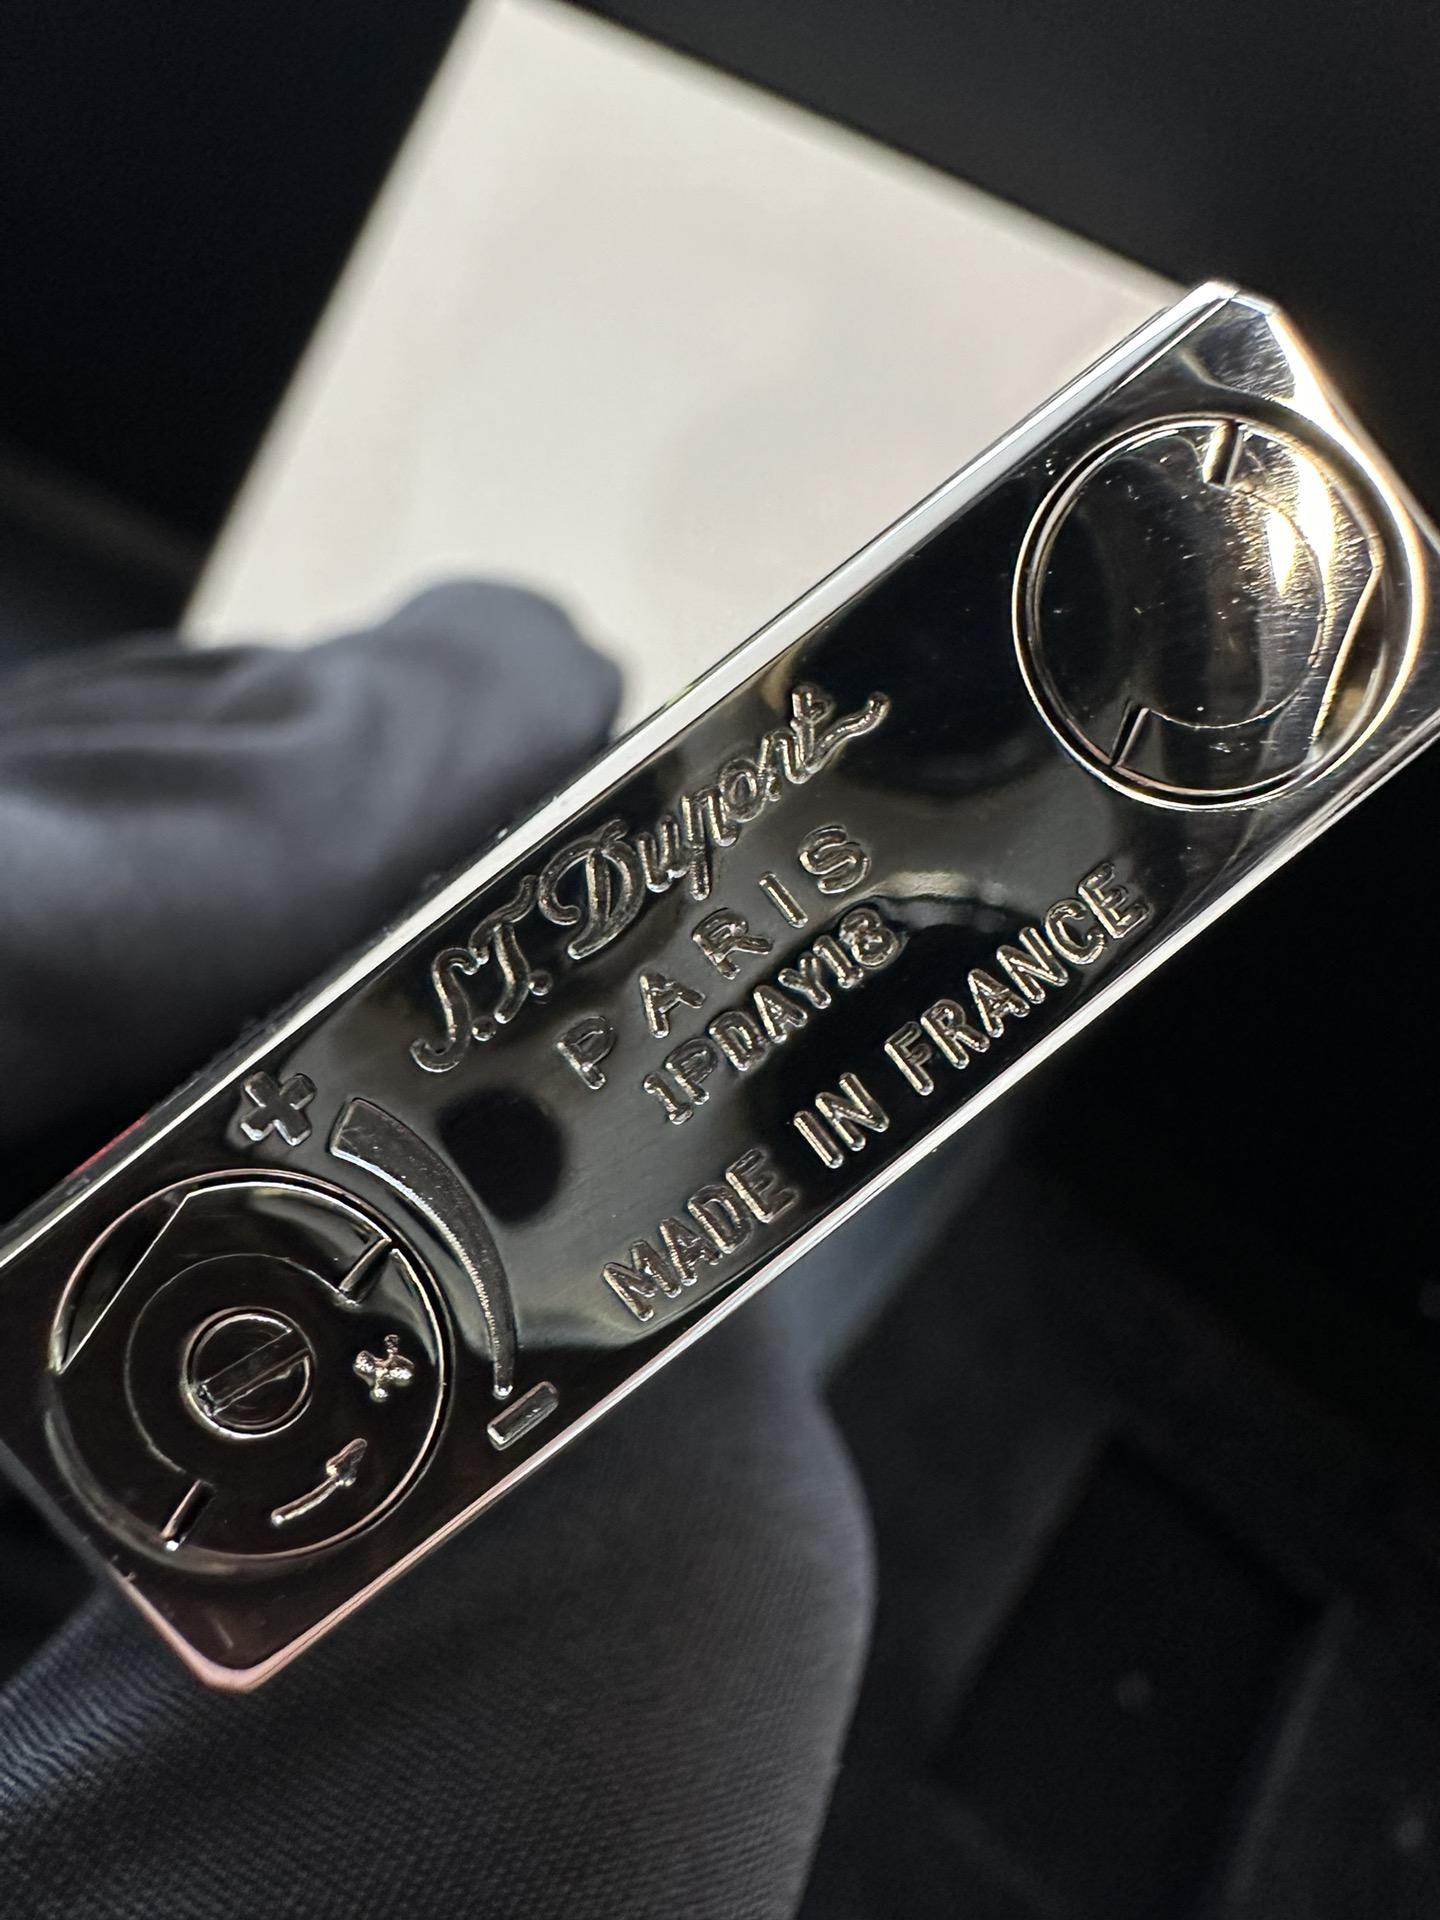 S.T. Dupont
PARIS
1PDAY18
MADE IN FRANCE
+
-